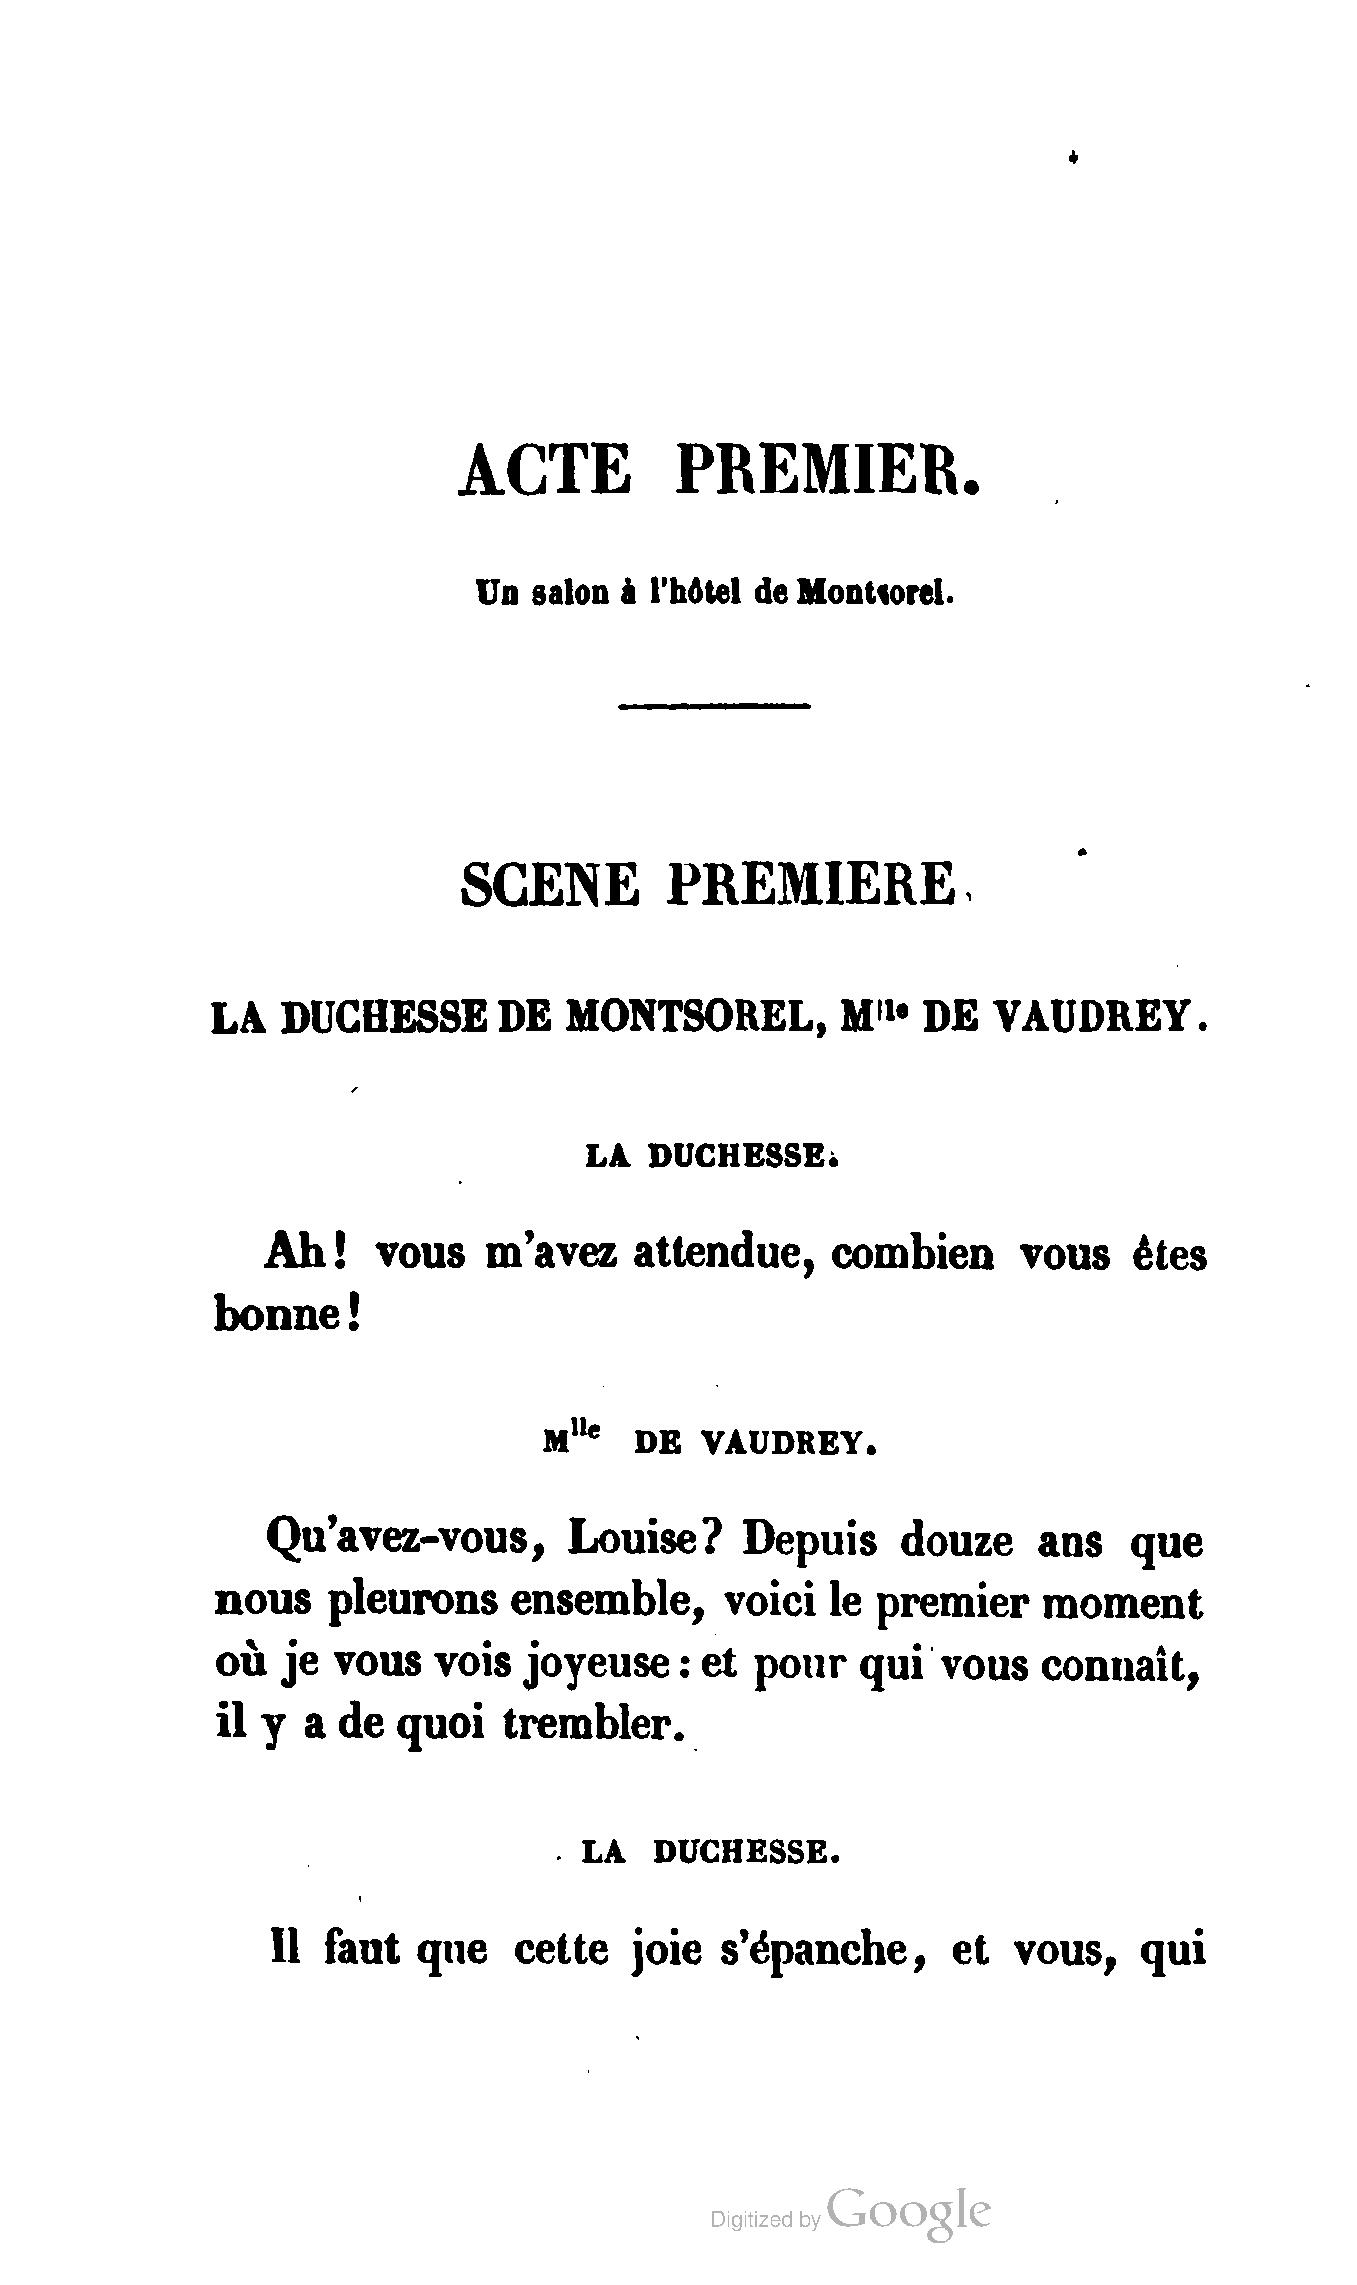 ACTE PREMIER.
Un salon à l'hôtel de Montsorel.
SCENE PREMIERE.
LA DUCHESSE DE MONTSOREL, Mlle DE VAUDREY.
LA DUCHESSE.
Ah! vous m'avez attendue, combien vous êtes
bonne!
Mlle DE VAUDREY.
Qu'avez-vous, Louise? Depuis douze ans que
nous pleurons ensemble, voici le premier moment
où je vous vois joyeuse: et pour qui vous connaît,
il y a de quoi trembler.
LA DUCHESSE.
Il faut que cette joie s'épanche, et vous, qui
Digitized by Google